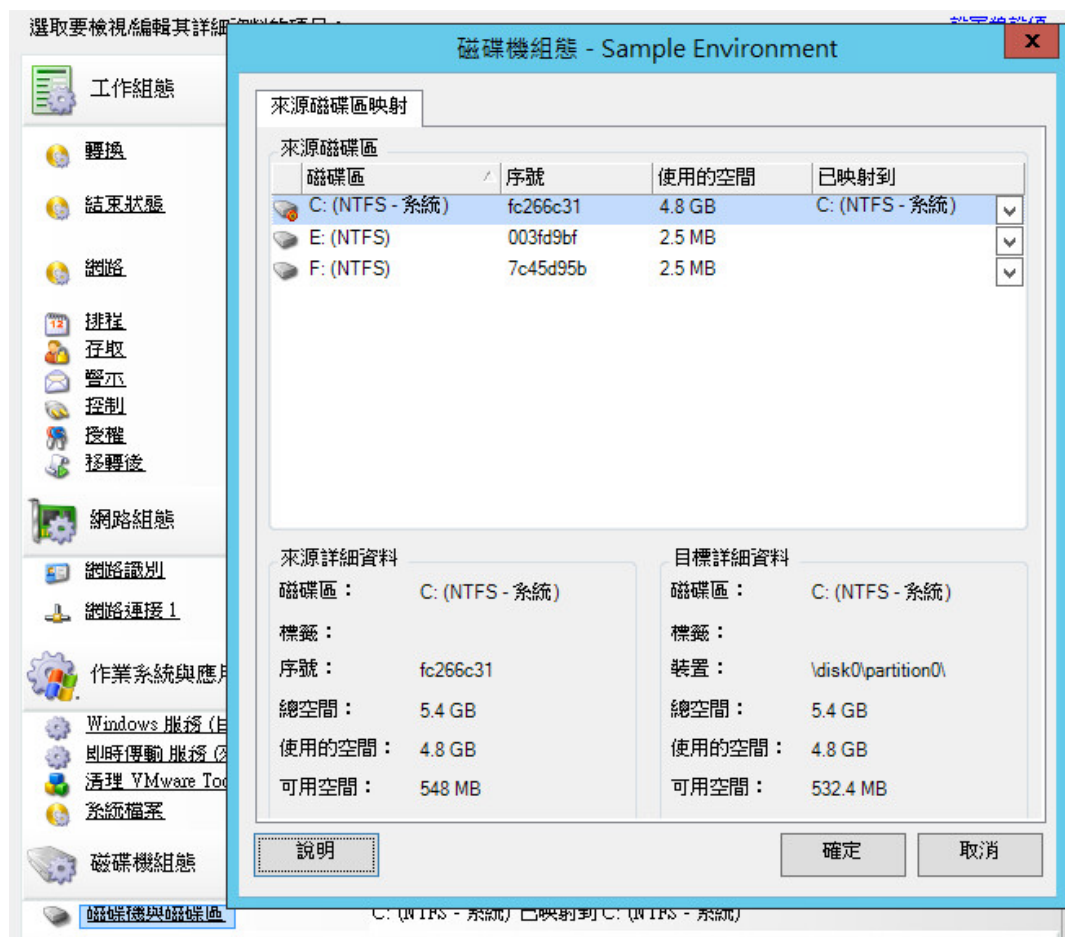 選取要檢視/編輯其詳細
工作組態
轉換
結束狀態
網路
排程
存取
警示
控制
授權
移轉後
網路組態
網路識別
網路連接 1
作業系統與應用
Windows 服務 (目
即時傳輸 服務
清理 VMware Too
系統檔案
磁碟機組態
磁碟機與磁碟區
C: (NTFS - 系統) 已映射到 C: (NTFS - 系統)
磁碟機組態 - Sample Environment
x
來源磁碟區映射
來源磁碟區
磁碟區 序號 使用的空間 已映射到
C: (NTFS - 系統) fc266c31 4.8 GB C: (NTFS - 系統)
E: (NTFS) 003fd9bf 2.5 MB
F: (NTFS) 7c45d95b 2.5 MB
來源詳細資料
磁碟區： C: (NTFS - 系統)
標籤：
序號： fc266c31
總空間： 5.4 GB
使用的空間： 4.8 GB
可用空間： 548 MB
目標詳細資料
磁碟區： C: (NTFS - 系統)
標籤：
裝置： \disk0\partition0\
總空間： 5.4 GB
使用的空間： 4.8 GB
可用空間： 532.4 MB
說明 確定 取消